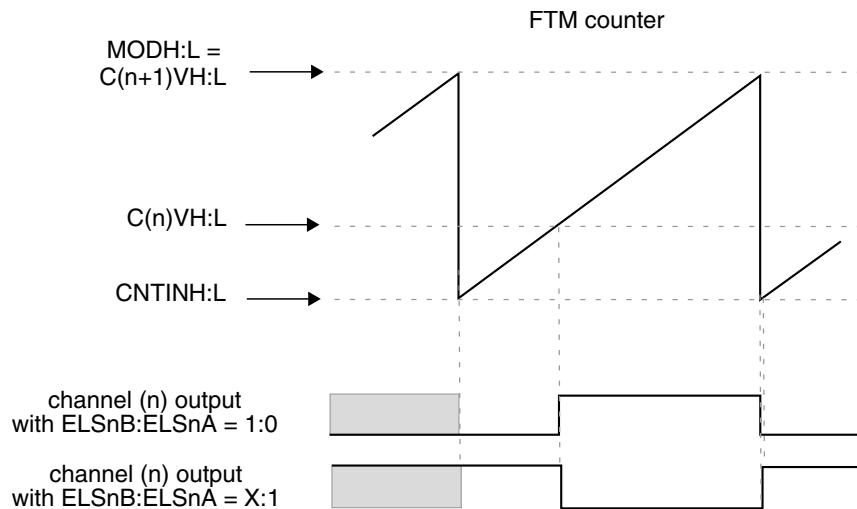 FTM counter
MODH:L =
C(n+1)VH:L
C(n)VH:L
CNTINH:L
channel (n) output
with ELSnB:ELSnA = 1:0
channel (n) output
with ELSnB:ELSnA = X:1